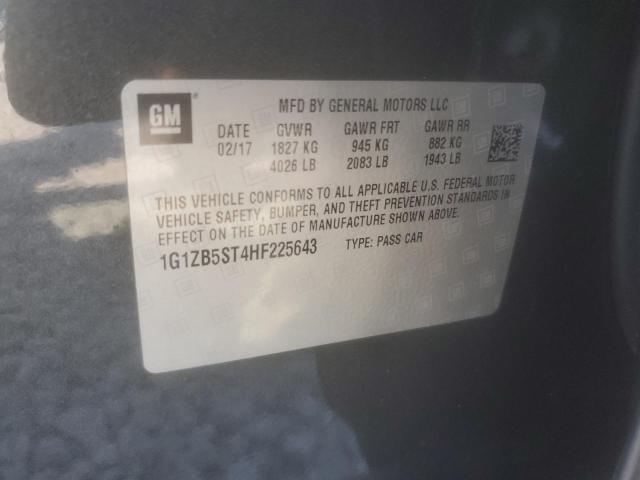 GM
MFD BY GENERAL MOTORS LLC
DATE GVWR GAWR FRT GAWR RR
02/17 1827 KG 945 KG 882 KG
4026 LB 2083 LB 1943 LB
THIS VEHICLE CONFORMS TO ALL APPLICABLE U.S. FEDERAL MOTOR
VEHICLE SAFETY, BUMPER, AND THEFT PREVENTION STANDARDS IN
EFFECT ON THE DATE OF MANUFACTURE SHOWN ABOVE.
1G1ZB5ST4HF225643 TYPE: PASS CAR